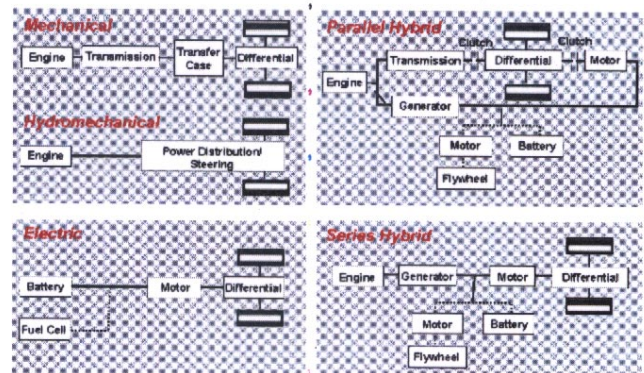 Mechanical
Engine
Transmission
Transfer
Case
Differential
Hydromechanical
Engine
Power Distribution/
Steering
Parallel Hybrid
Clutch
Clutch
Transmission
Differential
Motor
Engine
Generator
Motor
Battery
Flywheel
Electric
Battery
Motor
Differential
Fuel Cell
Series Hybrid
Engine
Generator
Motor
Differential
Motor
Battery
Flywheel